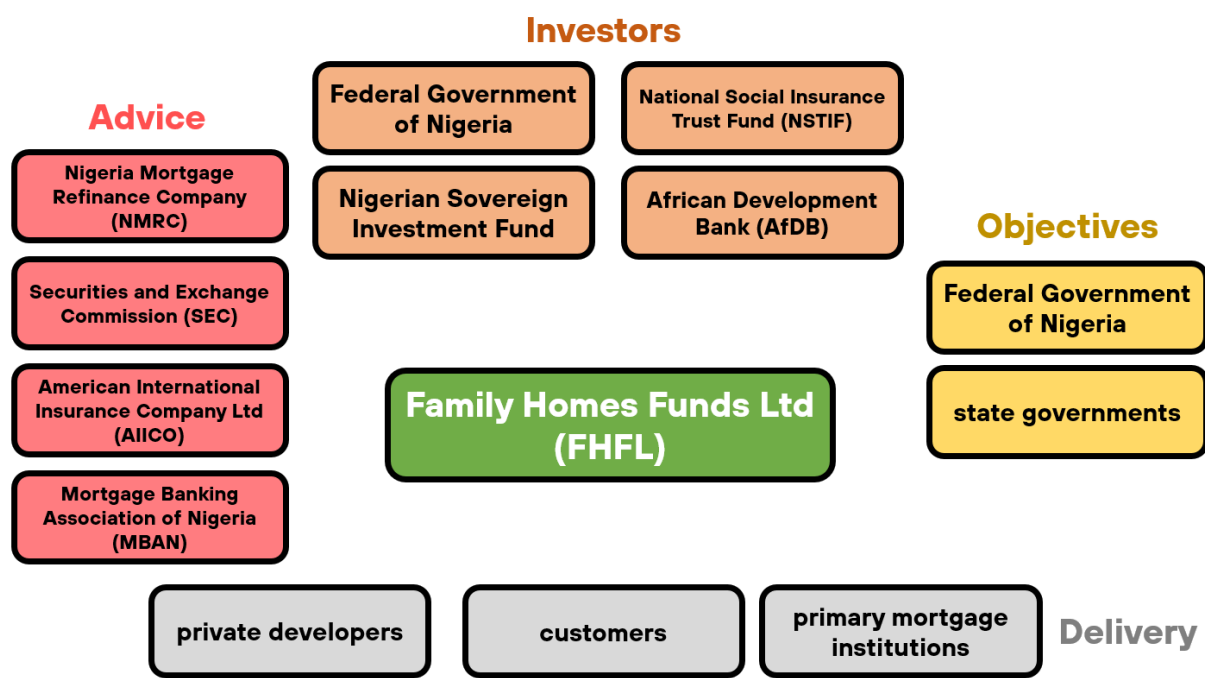 Investors
Federal Government
of Nigeria
National Social Insurance
Trust Fund (NSTIF)
Nigerian Sovereign
Investment Fund
African Development
Bank (AfDB)
Advice
Nigeria Mortgage
Refinance Company
(NMRC)
Securities and Exchange
Commission (SEC)
American International
Insurance Company Ltd
(AIICO)
Mortgage Banking
Association of Nigeria
(MBAN)
Objectives
Federal Government
of Nigeria
state governments
Family Homes Funds Ltd
(FHFL)
private developers
customers
primary mortgage
institutions
Delivery